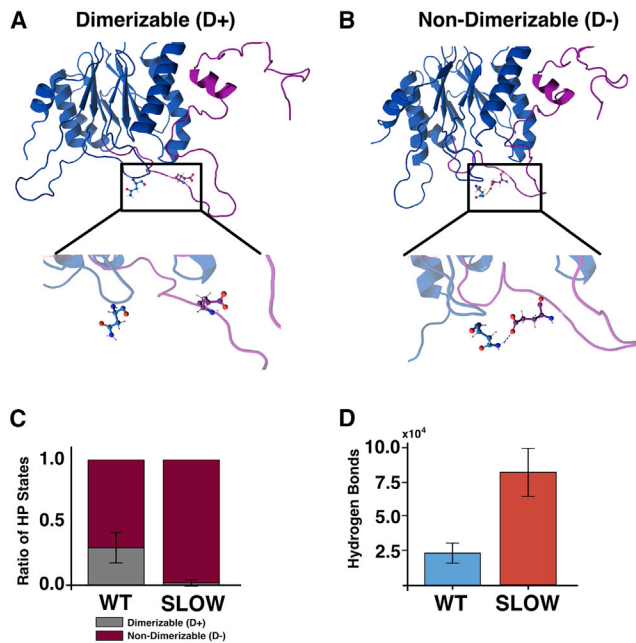 A
Dimerizable (D+)
B
Non-Dimerizable (D-)
C
Ratio of HP States
1.0
0.5
0.0
WT
SLOW
Dimerizable (D+)
Non-Dimerizable (D-)
D
Hydrogen Bonds
x10⁴
10.0
7.5
5.0
2.5
WT
SLOW